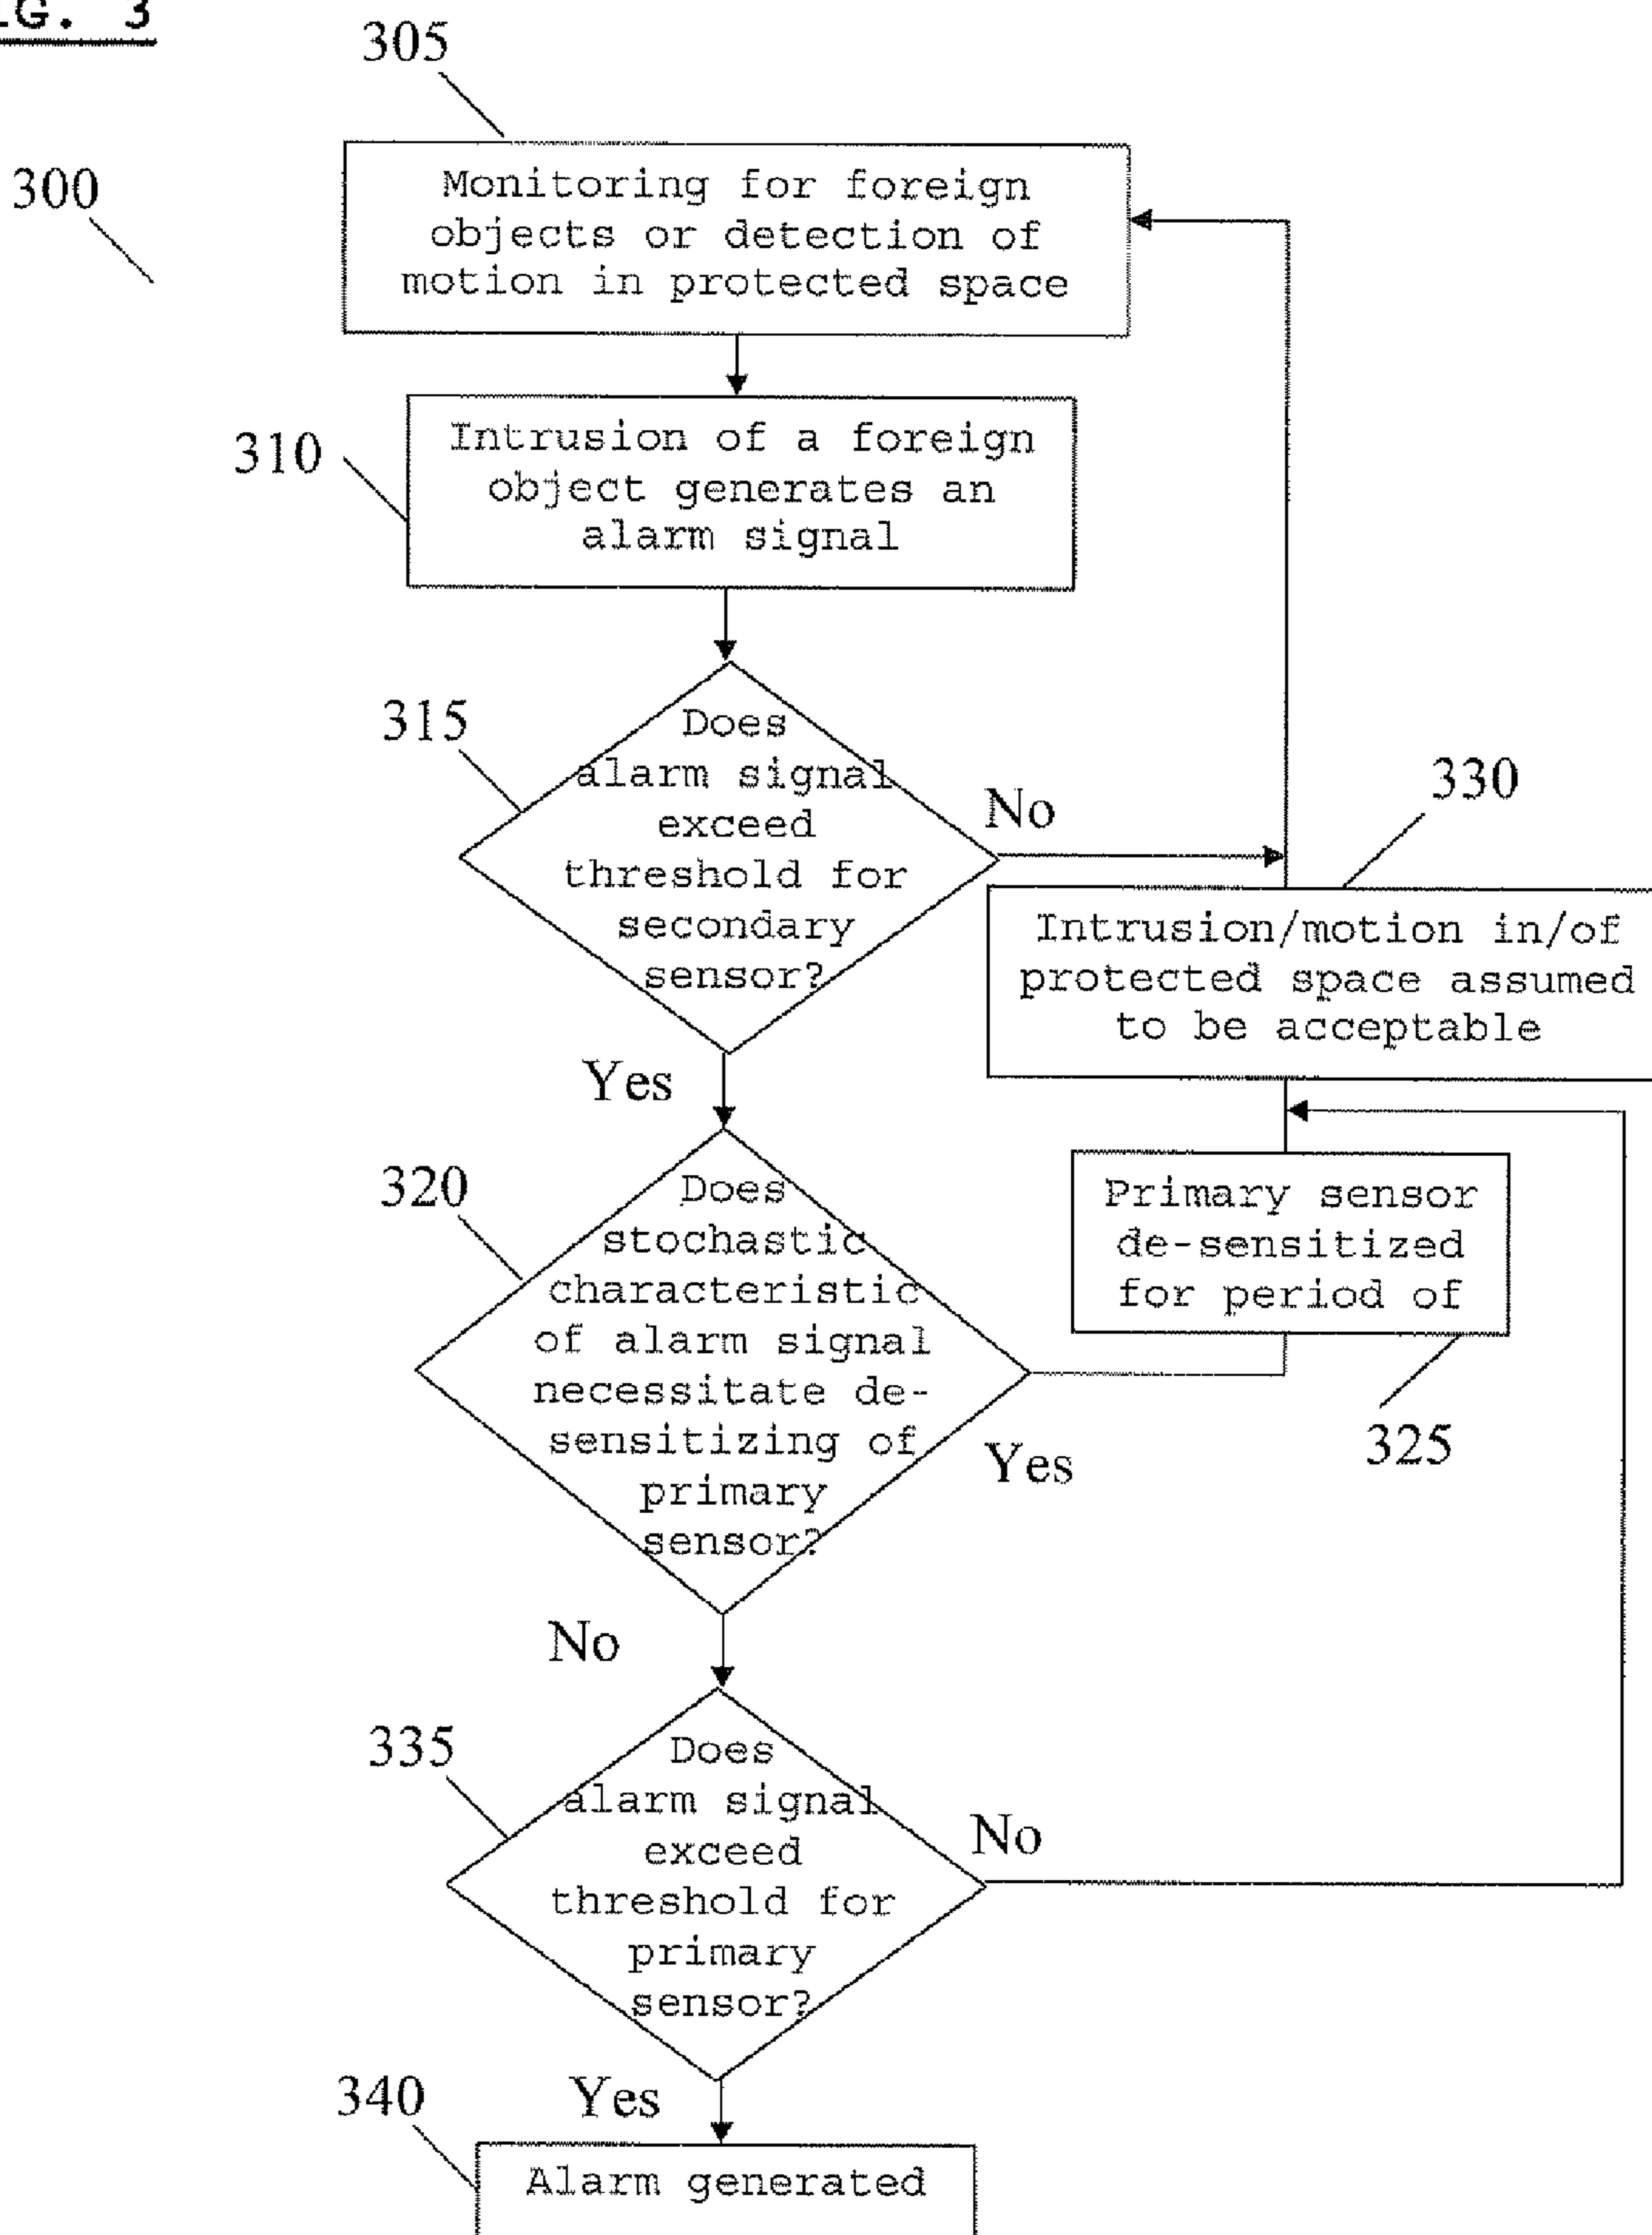 IG. 3
305
300
Monitoring for foreign
objects or detection of
motion in protected space
310
Intrusion of a foreign
object generates an
alarm signal
315
Does
alarm signal
exceed
threshold for
secondary
sensor?
No
330
Intrusion/motion in/of
protected space assumed
to be acceptable
Yes
320
Does
stochastic
characteristic
of alarm signal
necessitate de-
sensitizing of
primary
sensor?
Yes
Primary sensor
de-sensitized
for period of
325
No
335
Does
alarm signal
exceed
threshold for
primary
sensor?
No
Yes
340
Alarm generated